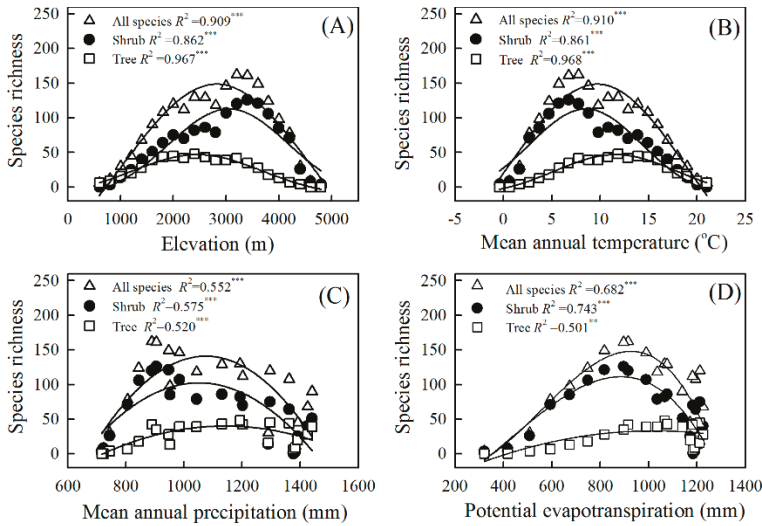 All species R²=0.909***
Shrub R²=0.862***
Tree R²=0.967***
(A)
Species richness
250
200
150
100
50
0
0 1000 2000 3000 4000 5000
Elevation (m)
All species R²=0.910***
Shrub R²=0.861***
Tree R²=0.968***
(B)
Species richness
250
200
150
100
50
0
-5 0 5 10 15 20 25
Mean annual temperature (°C)
All species R²=0.552***
Shrub R²=0.575***
Tree R²=0.520***
(C)
Species richness
250
200
150
100
50
0
600 800 1000 1200 1400 1600
Mean annual precipitation (mm)
All species R²=0.682***
Shrub R²=0.743***
Tree R²=0.501**
(D)
Species richness
250
200
150
100
50
0
200 400 600 800 1000 1200
Potential evapotranspiration (mm)